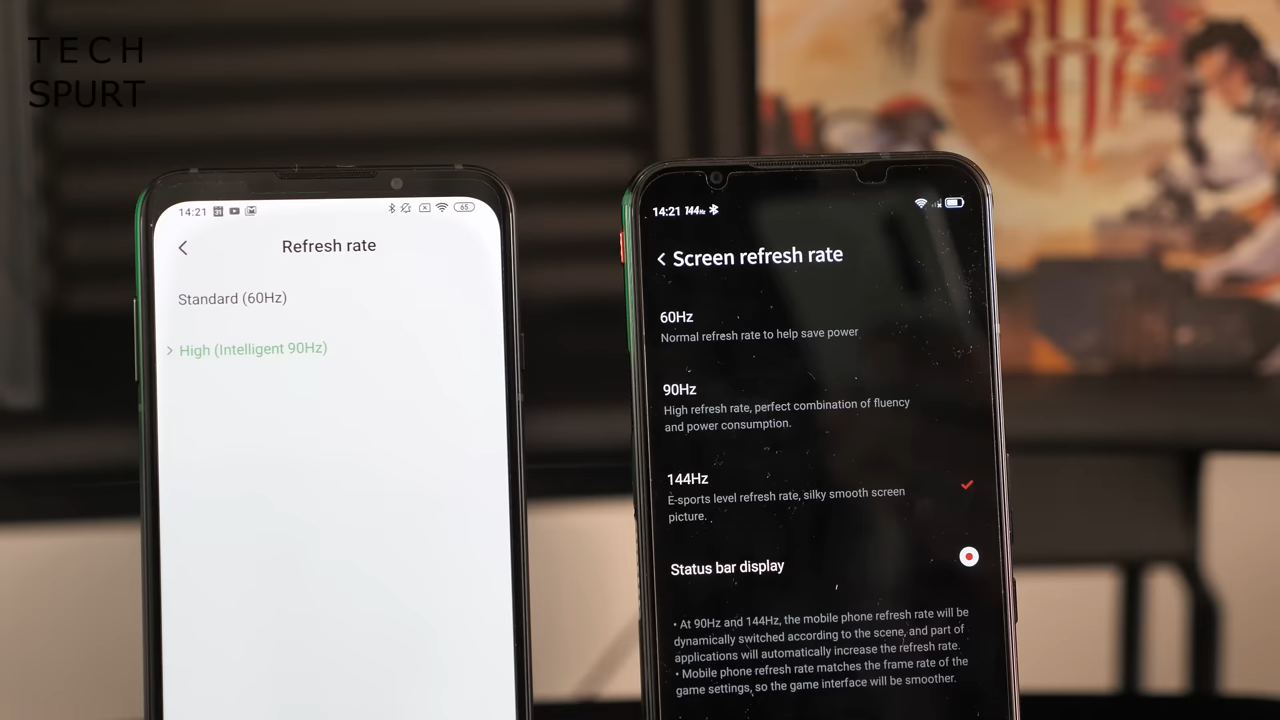 TECH
SPURT
14:21
65
Refresh rate
Standard (60Hz)
High (Intelligent 90Hz)
14:21 144Hz
Screen refresh rate
60Hz
Normal refresh rate to help save power
90Hz
High refresh rate, perfect combination of fluency
and power consumption.
144Hz
E-sports level refresh rate, silky smooth screen
picture.
Status bar display
• At 90Hz and 144Hz, the mobile phone refresh rate will be
dynamically switched according to the scene, and part of
applications will automatically increase the refresh rate.
• Mobile phone refresh rate matches the frame rate of the
game settings, so the game interface will be smoother.